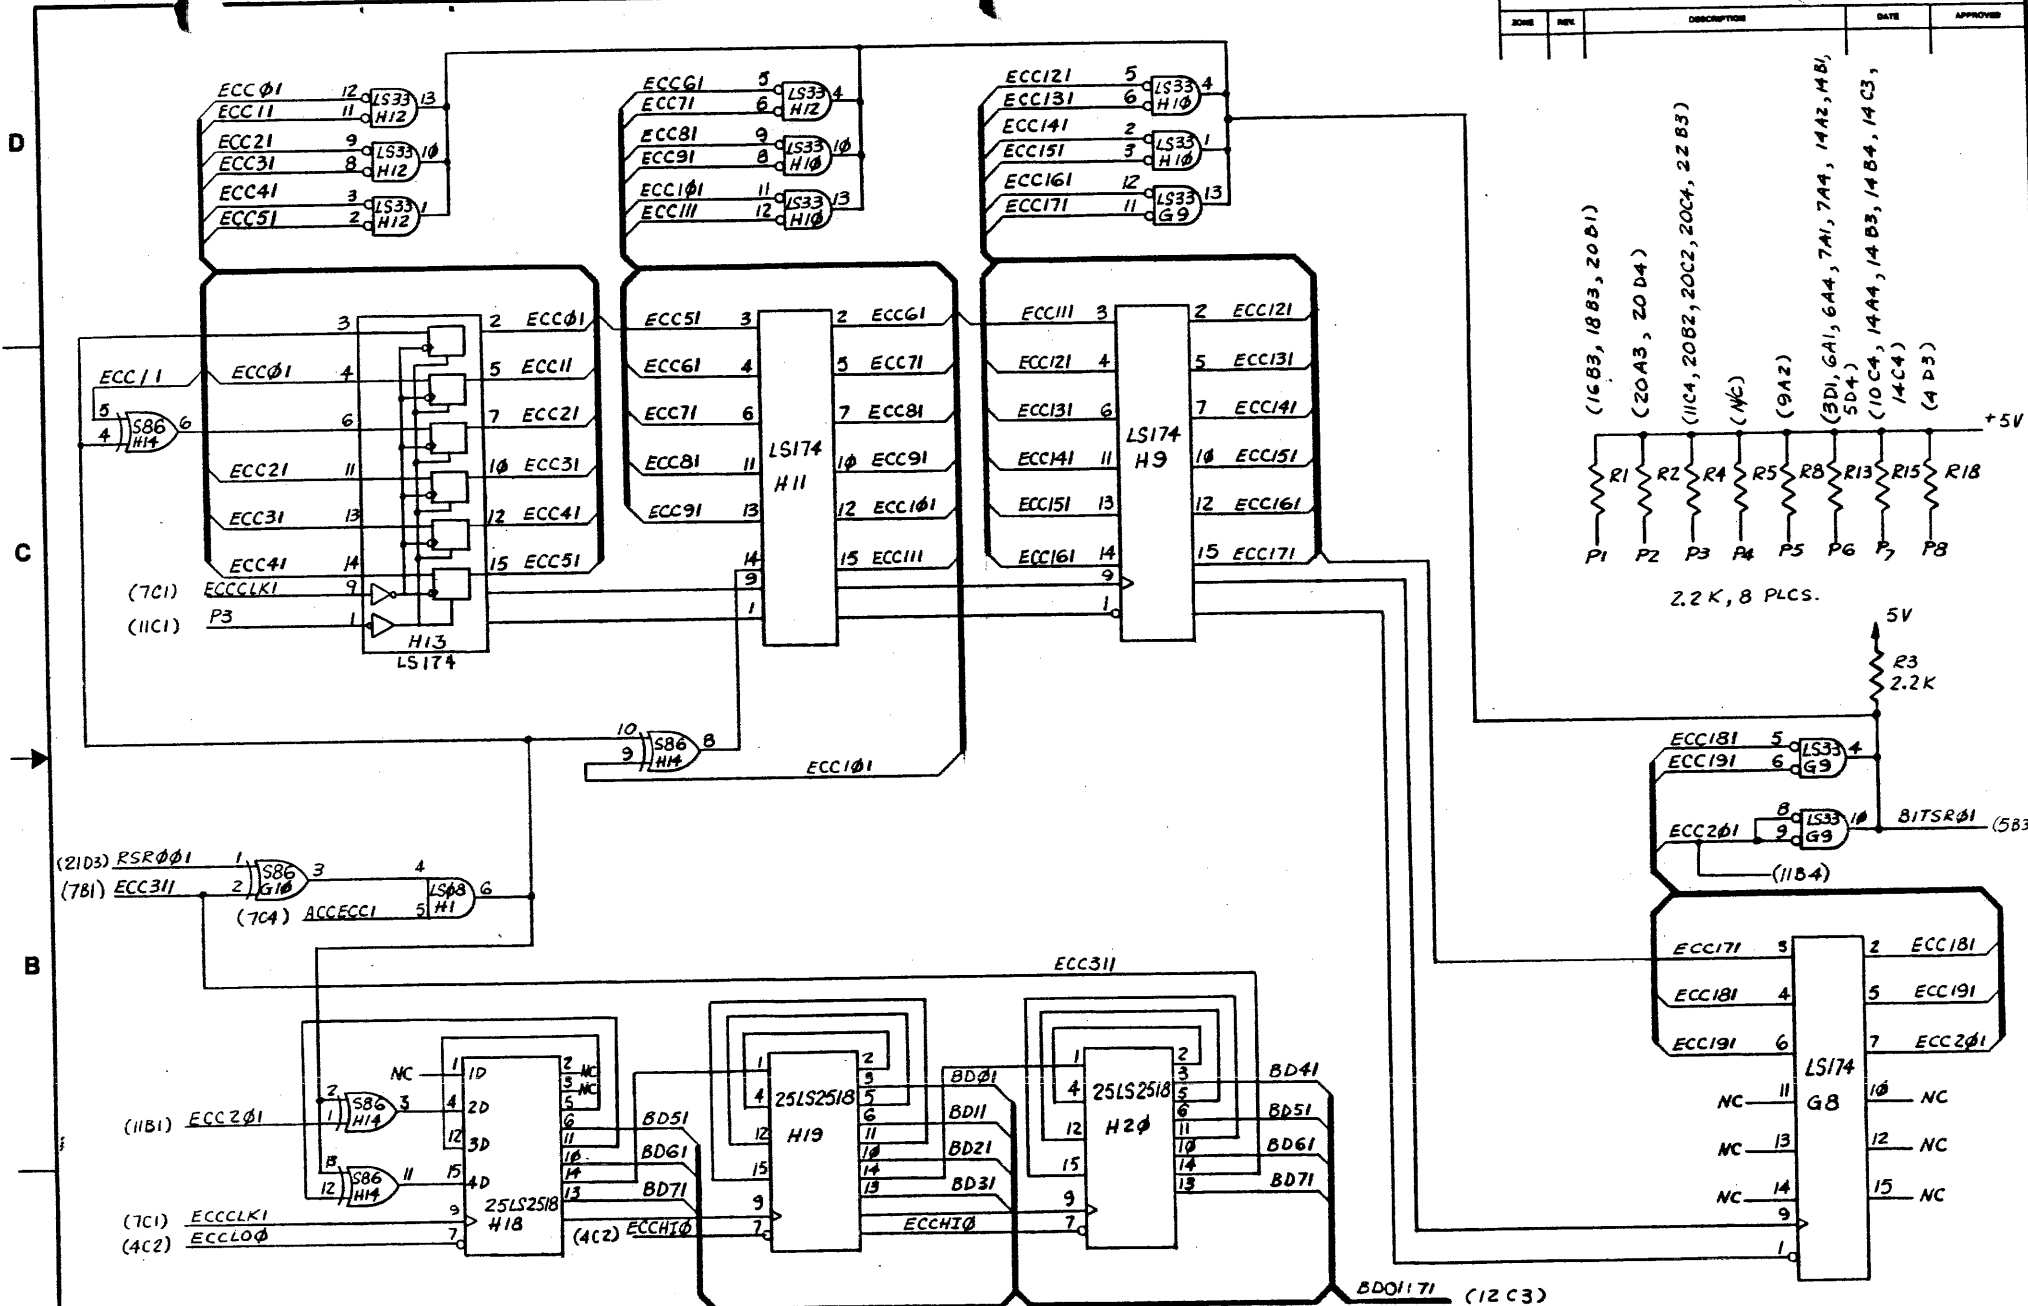 ZONE REV. DESCRIPTION DATE APPROVED
D
ECCØ1 12 LS33 H12 13
ECC11 11
ECC21 9 LS33 H12 1Ø
ECC31 8
ECC41 3 LS33 H12 1
ECC51 2
ECC61 5 LS33 H12 4
ECC71 6
ECC81 9 LS33 H1Ø 1Ø
ECC91 8
ECC1Ø1 11 LS33 H1Ø 13
ECC111 12
ECC121 5 LS33 H1Ø 4
ECC131 6
ECC141 2 LS33 H1Ø 1
ECC151 3
ECC161 12 LS33 G9 13
ECC171 11
(16B3, 18B3, 20B1)
(20A3, 20D4)
(11C4, 20B2, 20C2, 20C4, 22B3)
(N/C)
(9A2)
(3D1, 6A1, 6A4, 7A1, 7A4, 14A2, 14B1,
5D4)
(10C4, 14A4, 14B3, 14B4, 14C3,
14C4)
(4D3)
+5V
R1 R2 R4 R5 R8 R13 R15 R18
P1 P2 P3 P4 P5 P6 P7 P8
2.2K, 8 PLCS.
C
3 2 ECCØ1
ECC11
ECCØ1 4 5 ECC11
5 4 S86 H14 6
6 7 ECC21
ECC21 11 1Ø ECC31
ECC31 13 12 ECC41
ECC41 14 15 ECC51
(7C1) ECCCLK1 9
(11C1) P3 1
H13
LS174
ECC51 3 2 ECC61
ECC61 4 5 ECC71
ECC71 6 7 ECC81
LS174
H11
ECC81 11 1Ø ECC91
ECC91 13 12 ECC1Ø1
14 15 ECC111
9
1
ECC111 3 2 ECC121
ECC121 4 5 ECC131
ECC131 6 7 ECC141
LS174
H9
ECC141 11 1Ø ECC151
ECC151 13 12 ECC161
ECC161 14 15 ECC171
9
1
5V
R3
2.2K
10 9 S86 H14 8
ECC1Ø1
ECC181 5 LS33 G9 4
ECC191 6
ECC2Ø1 8 9 LS33 G9 1Ø BITSRØ1 (5B3
(11B4)
(21D3) RSRØØ1 1 S86 G1Ø 3
(7B1) ECC311 2
4 LS08 H1 6
(7C4) ACCECC1 5
B
ECC311
ECC171 3 2 ECC181
ECC181 4 5 ECC191
ECC191 6 7 ECC2Ø1
LS174
G8
NC 11 1Ø NC
NC 13 12 NC
NC 14 15 NC
9
1
NC 1 1D 2 NC
3 NC
2 1 S86 H14 3 4 2D 5
(11B1) ECC2Ø1
12 3D 6 BD51
11
13 12 S86 H14 11 15 4D 1Ø BD61
14
13 BD71
25LS2518
H18
(7C1) ECCCLK1 9
(4C2) ECCLOØ 7
(4C2) ECCHIØ
1 2
4 25LS2518 3 BDØ1
5
12 H19 6 BD11
11
15 1Ø BD21
14
13 BD31
9
7 ECCHIØ
1 2
4 25LS2518 3 BD41
5
12 H2Ø 6 BD51
11
15 1Ø BD61
14
13 BD71
9
7
BD01171 (12C3)